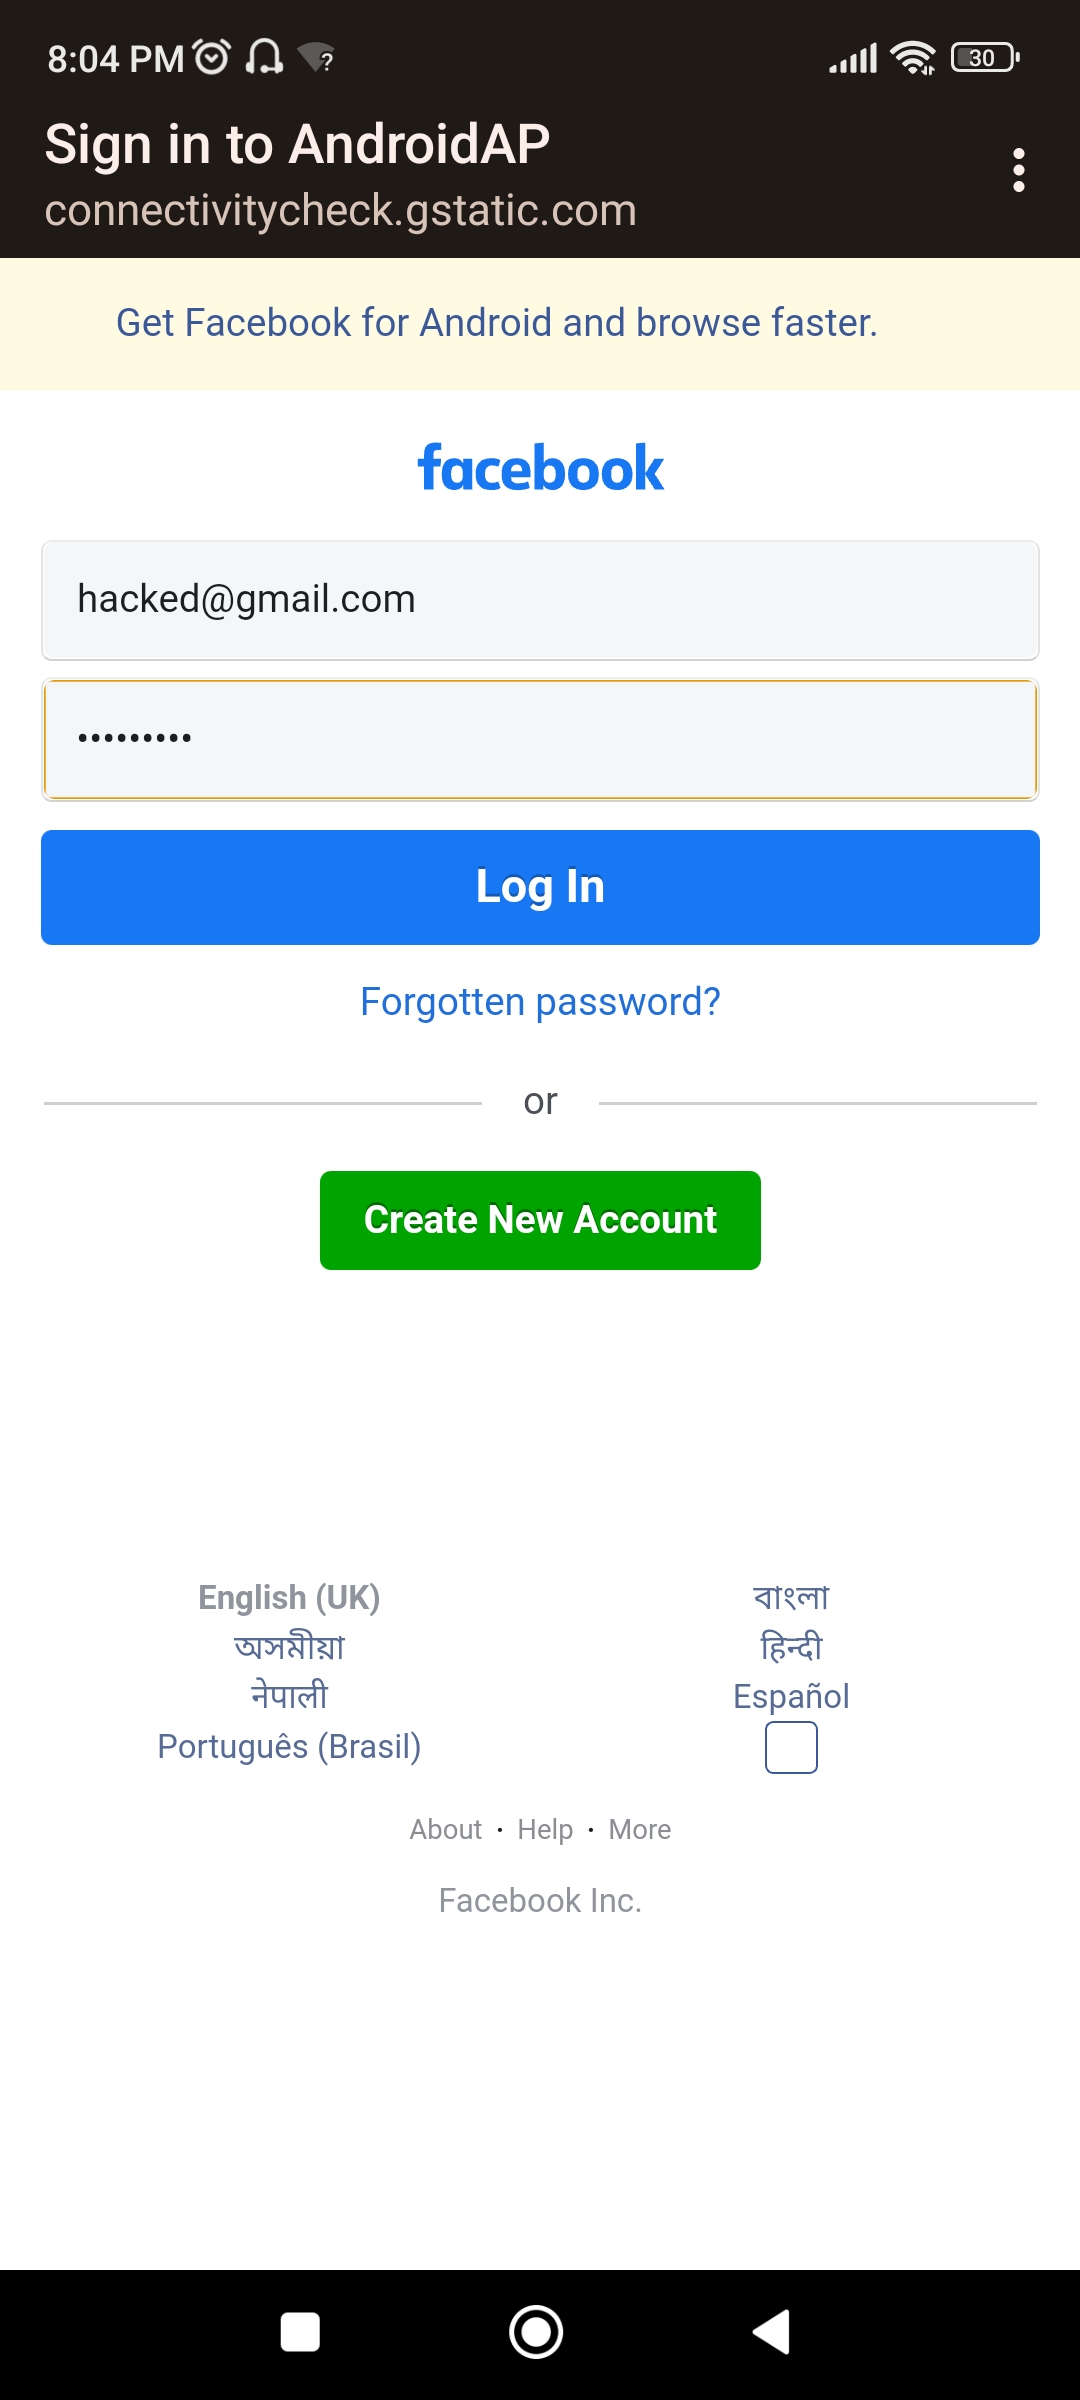 8:04 PM
30
Sign in to AndroidAP
connectivitycheck.gstatic.com
Get Facebook for Android and browse faster.
facebook
hacked@gmail.com
•••••••••
Log In
Forgotten password?
or
Create New Account
English (UK) বাংলা
অসমীয়া हिन्दी
नेपाली Español
Português (Brasil)
About · Help · More
Facebook Inc.